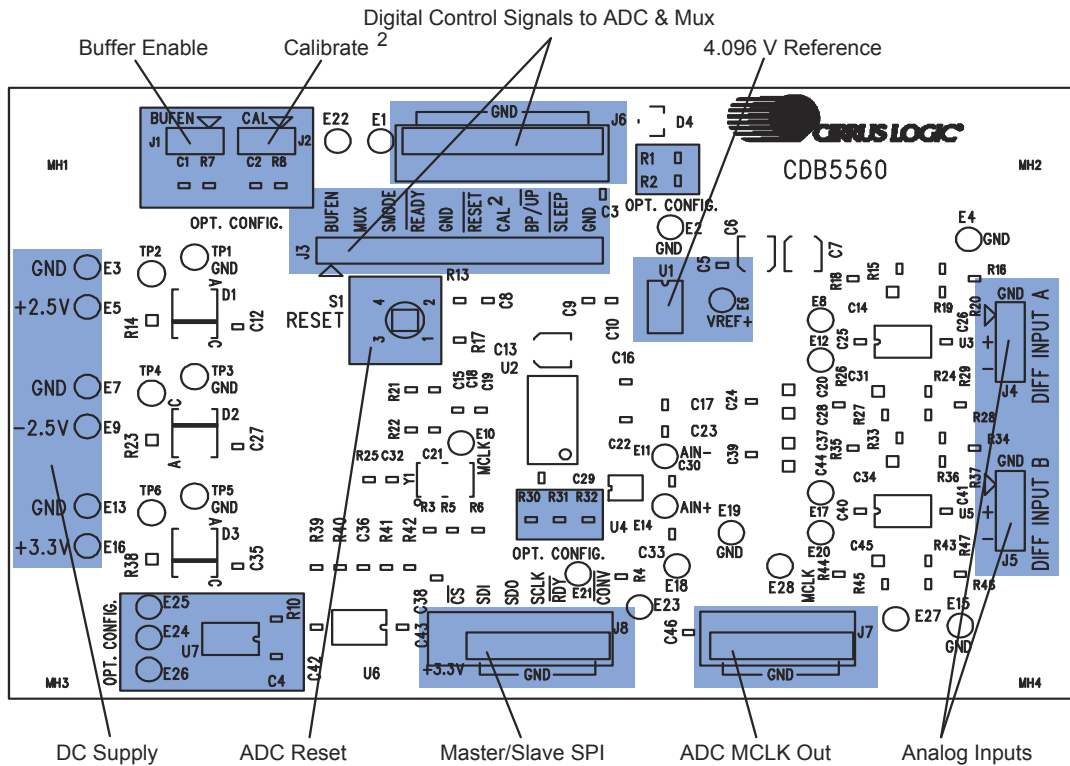 Digital Control Signals to ADC & Mux
Buffer Enable
Calibrate 2
4.096 V Reference
BUFEN
CAL
J1
J2
C1 R7
C2 R8
OPT. CONFIG.
E22
E1
GND
J6
D4
R1
R2
OPT. CONFIG.
CIRRUS LOGIC®
CDB5560
MH1
MH2
BUFEN
MUX
SMODE
READY
GND
RESET
CAL 2
BP/UP
SLEEP
GND
J3
C3
E2
GND
C6
C7
C5
E4
GND
GND E3
+2.5V E5
TP2
TP1
GND
A
D1
C
R14
C12
S1
RESET
4 2
3 1
R13
C8
R17
C9
C10
C13
U2
U1
E6
VREF+
E8
E12
R18
R15
C14
C25
R19
R20
R16
C26
U3
GND
+
-
J4
DIFF INPUT A
GND E7
-2.5V E9
TP4
TP3
GND
C
D2
A
R23
C27
R21
R22
C15
C18
C19
E10
MCLK
C16
C17
C22
C23
C24
E11
AIN-
C30
C39
R26
C20
C28
C31
R27
R24
R29
R28
C37
R35
R33
R34
C44
C34
R36
R37
GND E13
+3.3V E16
TP6
TP5
GND
A
D3
C
R38
C35
R25
C32
Y1
C21
R3 R5 R6
R39
R40
C36
R41
R42
C29
R30 R31 R32
OPT. CONFIG.
U4
E14
AIN+
E19
GND
E17
E20
C40
C41
U5
GND
+
-
J5
DIFF INPUT B
C45
R43
R47
R44
R45
R46
C33
E18
E28
MCLK
E21
R4
E23
E27
E15
GND
OPT. CONFIG.
E25
E24
E26
U7
R10
C4
C42
U6
C43
C38
CS
SDI
SDO
SCLK
RDY
CONV
+3.3V
GND
J8
C46
GND
J7
MH3
MH4
DC Supply
ADC Reset
Master/Slave SPI
ADC MCLK Out
Analog Inputs